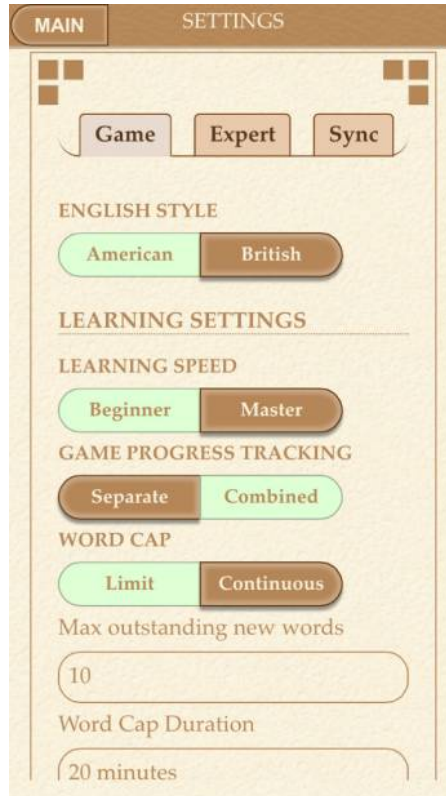 MAIN SETTINGS
Game Expert Sync
ENGLISH STYLE
American British
LEARNING SETTINGS
LEARNING SPEED
Beginner Master
GAME PROGRESS TRACKING
Separate Combined
WORD CAP
Limit Continuous
Max outstanding new words
10
Word Cap Duration
20 minutes